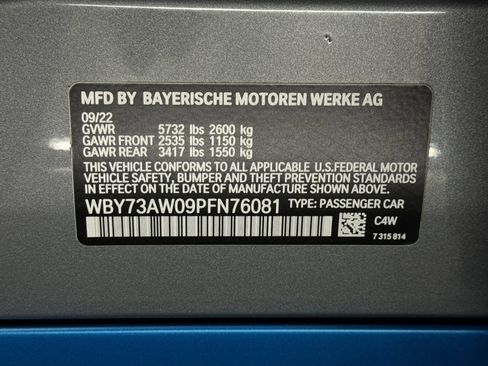 MFD BY BAYERISCHE MOTOREN WERKE AG
09/22
GVWR 5732 lbs 2600 kg
GAWR FRONT 2535 lbs 1150 kg
GAWR REAR 3417 lbs 1550 kg
THIS VEHICLE CONFORMS TO ALL APPLICABLE U.S.FEDERAL MOTOR
VEHICLE SAFETY, BUMPER AND THEFT PREVENTION STANDARDS IN
EFFECT ON THE DATE OF MANUFACTURE SHOWN ABOVE.
WBY73AW09PFN76081 TYPE: PASSENGER CAR
C4W
7 315 814